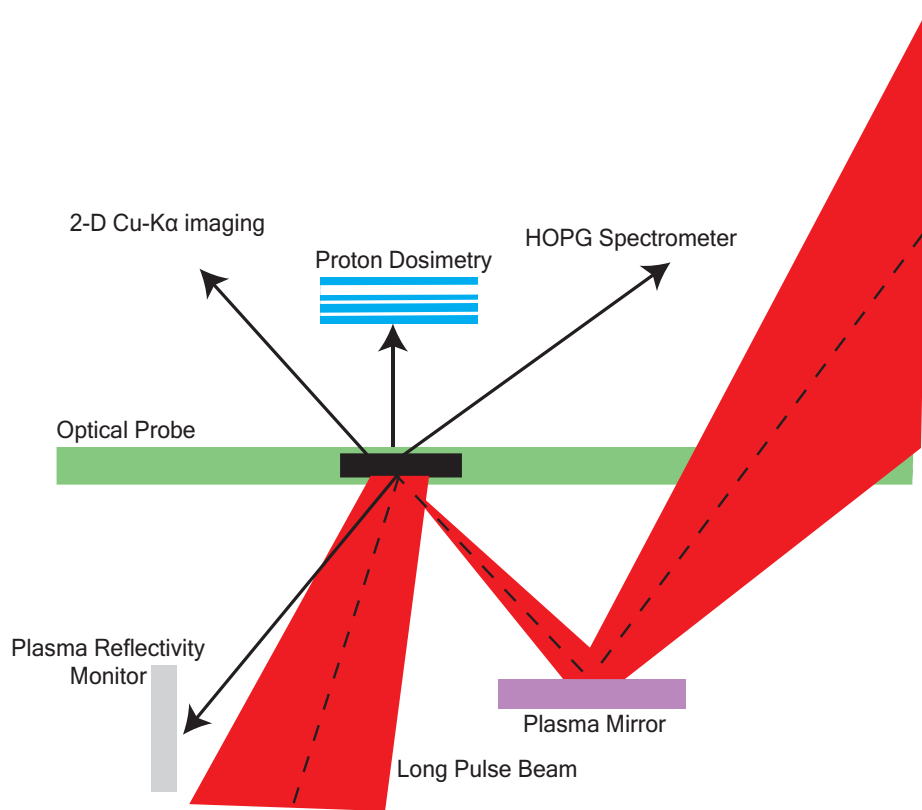 2-D Cu-Kα imaging
HOPG Spectrometer
Proton Dosimetry
Optical Probe
Plasma Reflectivity
Monitor
Plasma Mirror
Long Pulse Beam